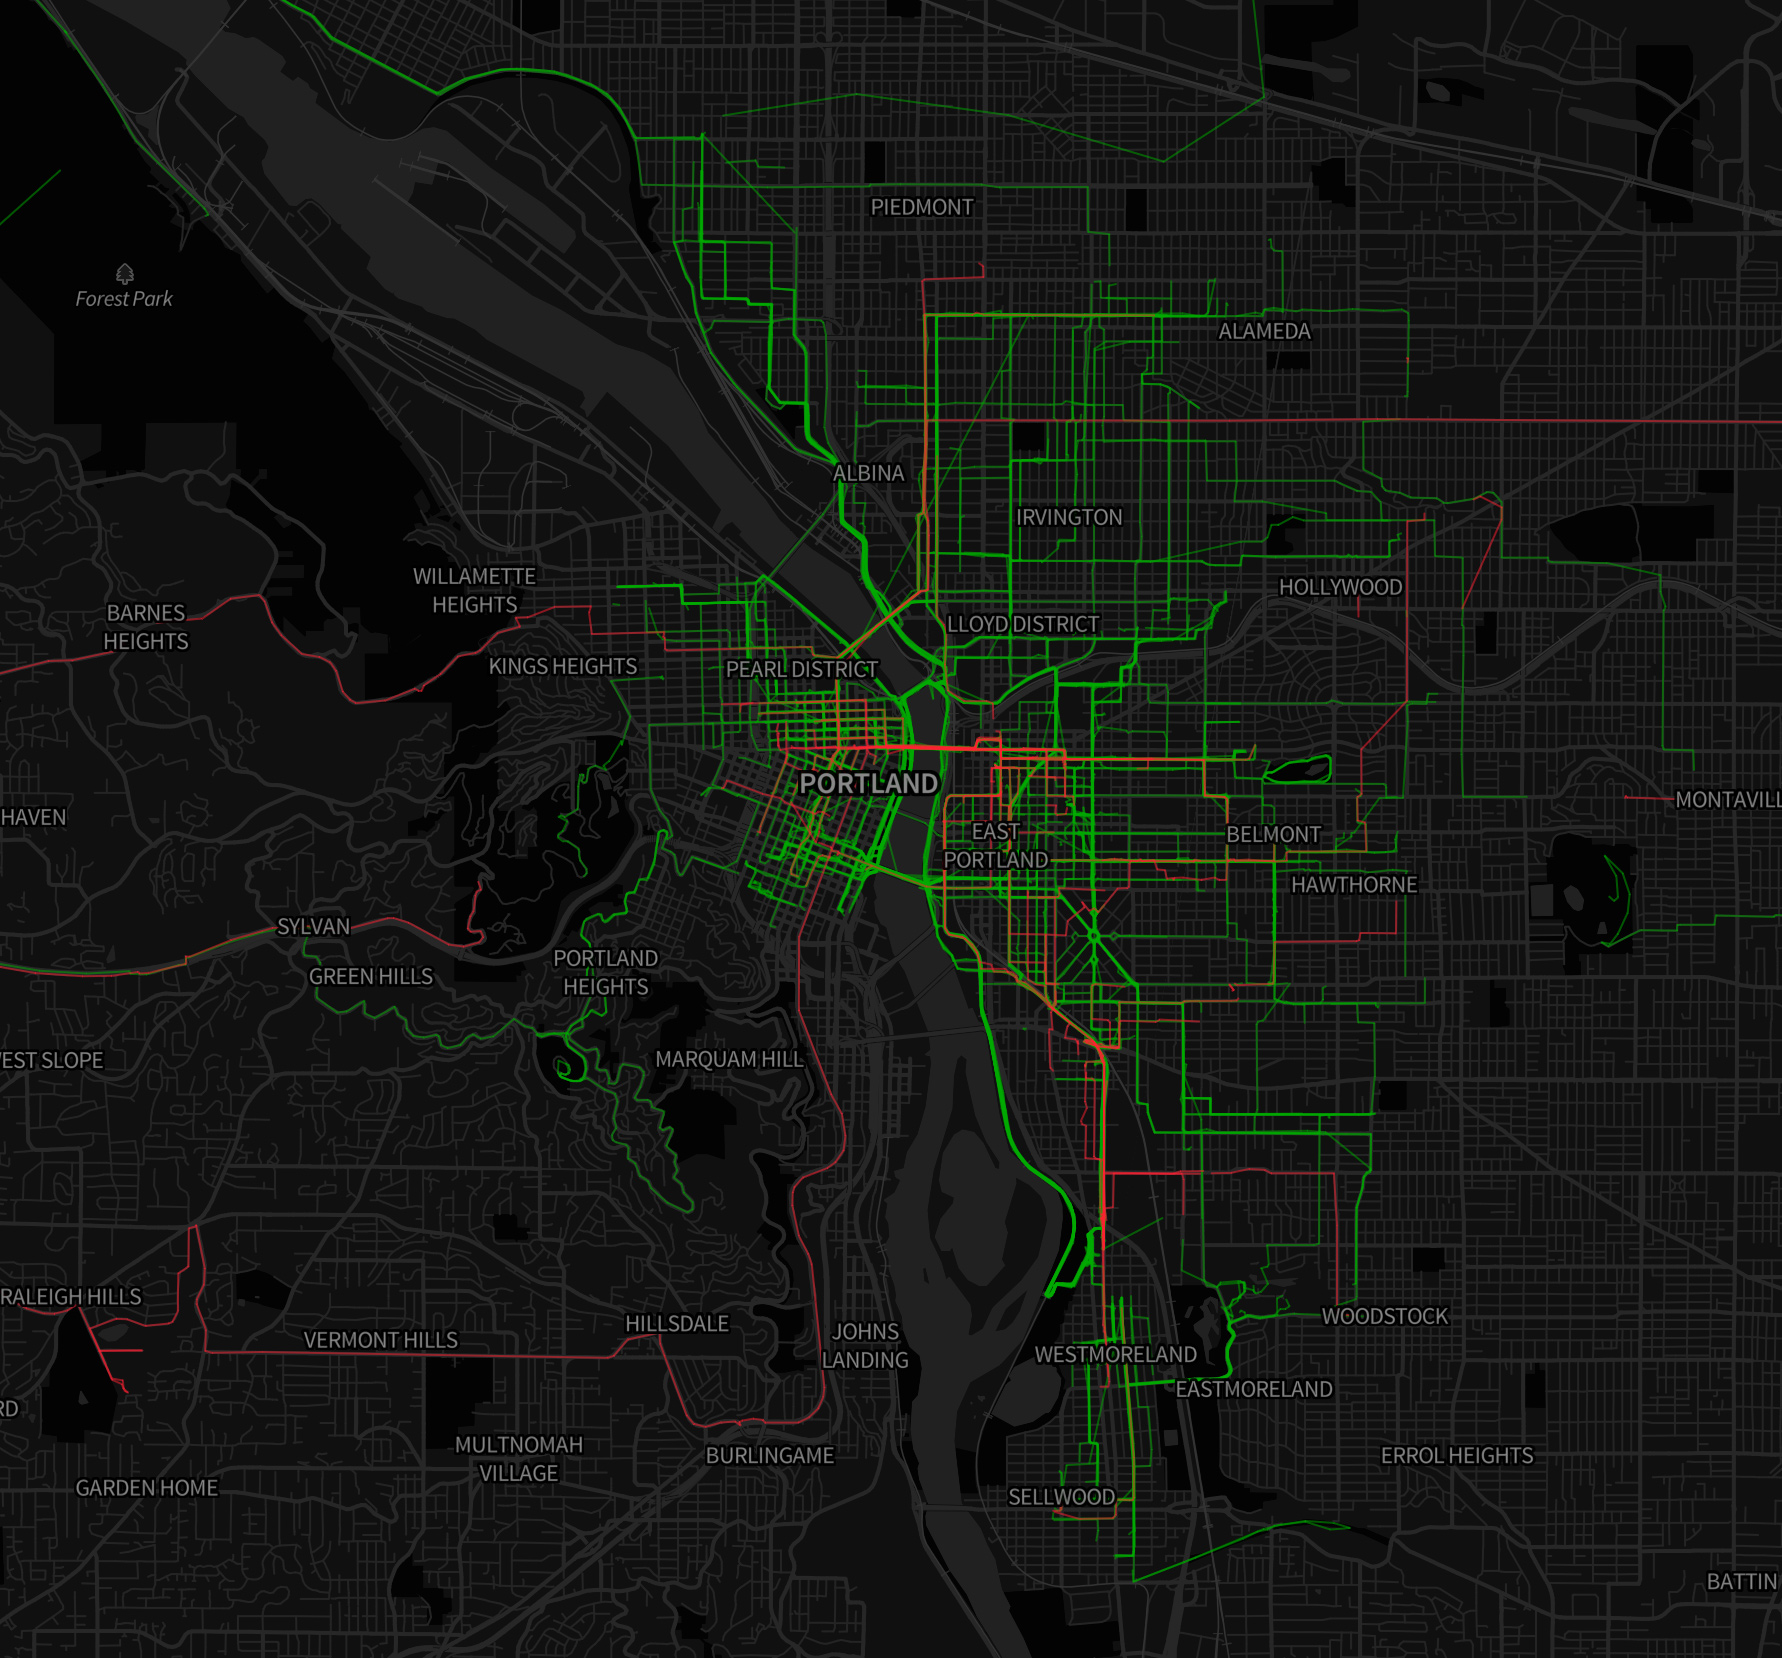 PIEDMONT
Forest Park
ALAMEDA
ALBINA
IRVINGTON
WILLAMETTE
HEIGHTS
HOLLYWOOD
BARNES
HEIGHTS
LLOYD DISTRICT
KINGS HEIGHTS
PEARL DISTRICT
PORTLAND
MONTAVILL
HAVEN
EAST
PORTLAND
BELMONT
HAWTHORNE
SYLVAN
PORTLAND
HEIGHTS
GREEN HILLS
EST SLOPE
MARQUAM HILL
RALEIGH HILLS
WOODSTOCK
HILLSDALE
VERMONT HILLS
JOHNS
LANDING
WESTMORELAND
EASTMORELAND
RD
MULTNOMAH
VILLAGE
BURLINGAME
ERROL HEIGHTS
GARDEN HOME
SELLWOOD
BATTIN